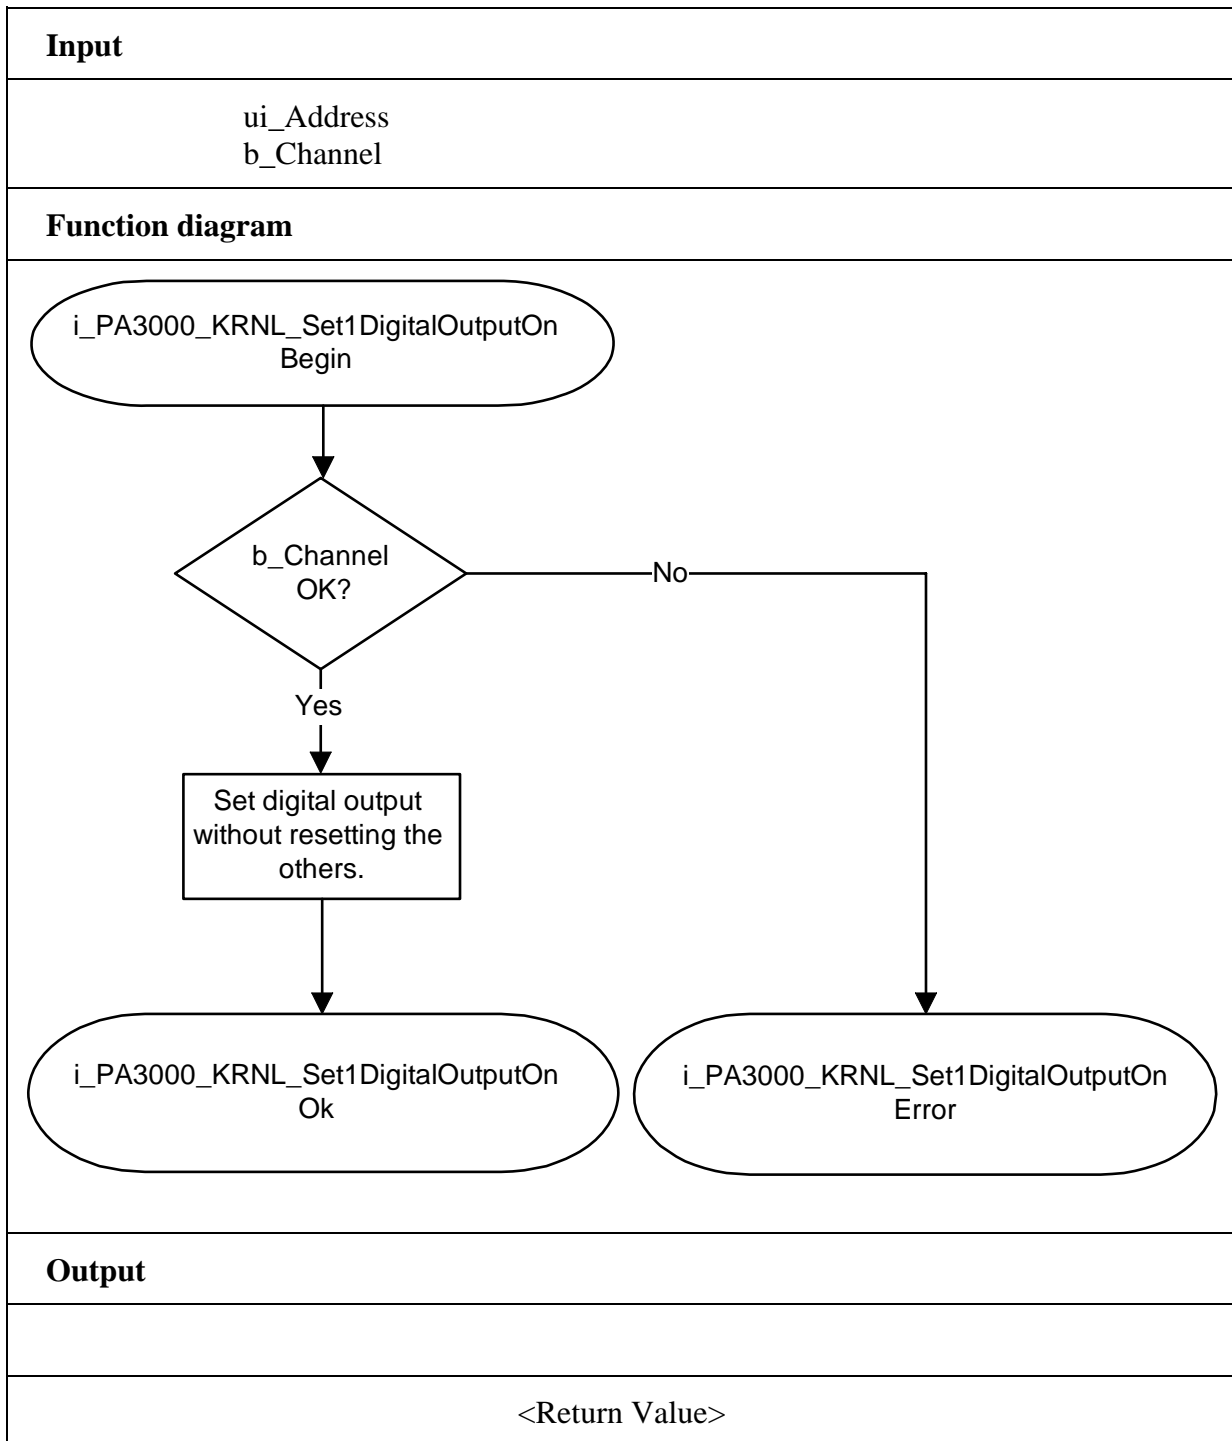 Input
ui_Address
b_Channel
Function diagram
i_PA3000_KRNL_Set1DigitalOutputOn
Begin
b_Channel
OK?
No
Yes
Set digital output
without resetting the
others.
i_PA3000_KRNL_Set1DigitalOutputOn
Ok
i_PA3000_KRNL_Set1DigitalOutputOn
Error
Output
<Return Value>